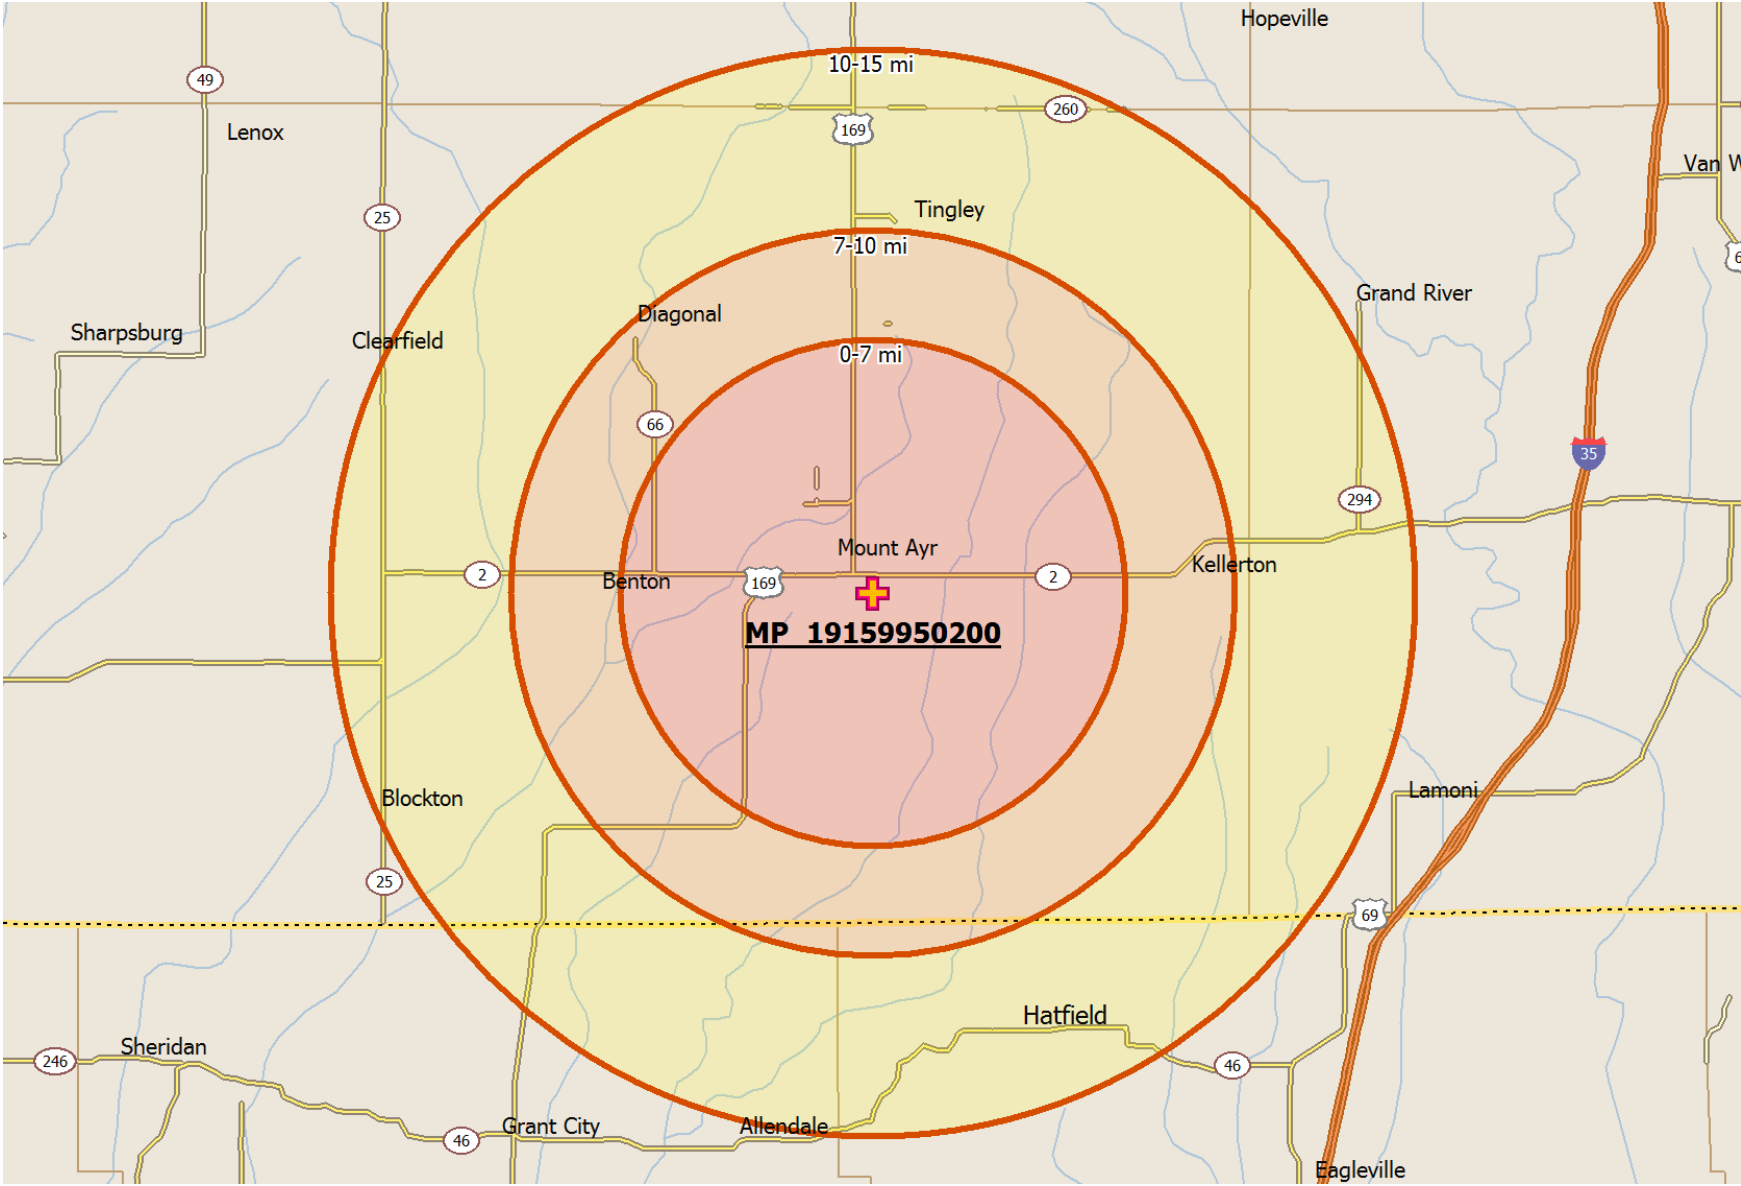 Hopeville
10-15 mi
49
260
Lenox
169
Van W
25
Tingley
7-10 mi
6
Grand River
Diagonal
Sharpsburg
Clearfield
0-7 mi
66
35
294
Mount Ayr
Kellerton
2
Benton
169
2
MP_19159950200
Lamoni
Blockton
25
69
Hatfield
Sheridan
246
46
Grant City
Allendale
46
Eagleville